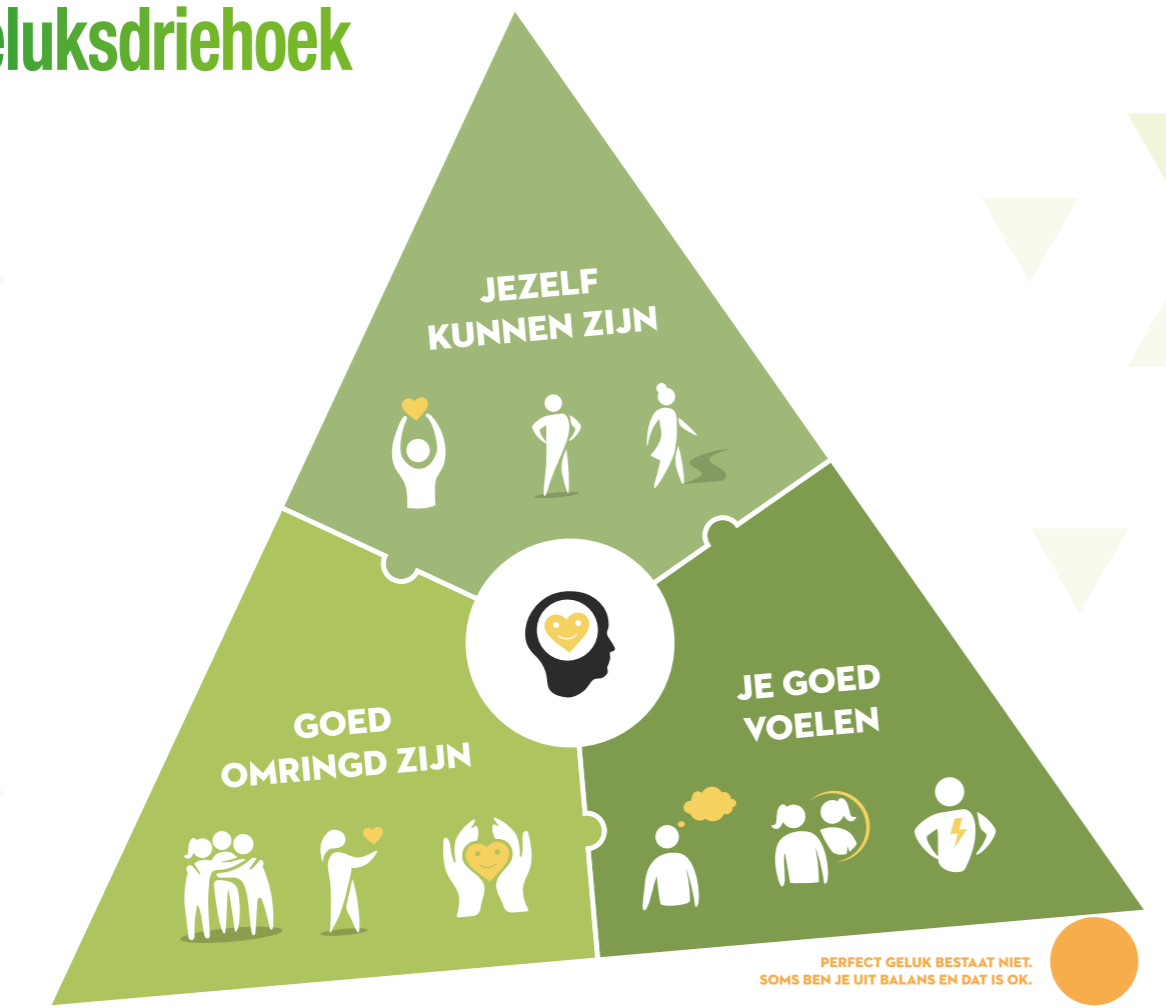 eluksdriehoek
JEZELF
KUNNEN ZIJN
GOED
OMRINGD ZIJN
JE GOED
VOELEN
PERFECT GELUK BESTAAT NIET.
SOMS BEN JE UIT BALANS EN DAT IS OK.